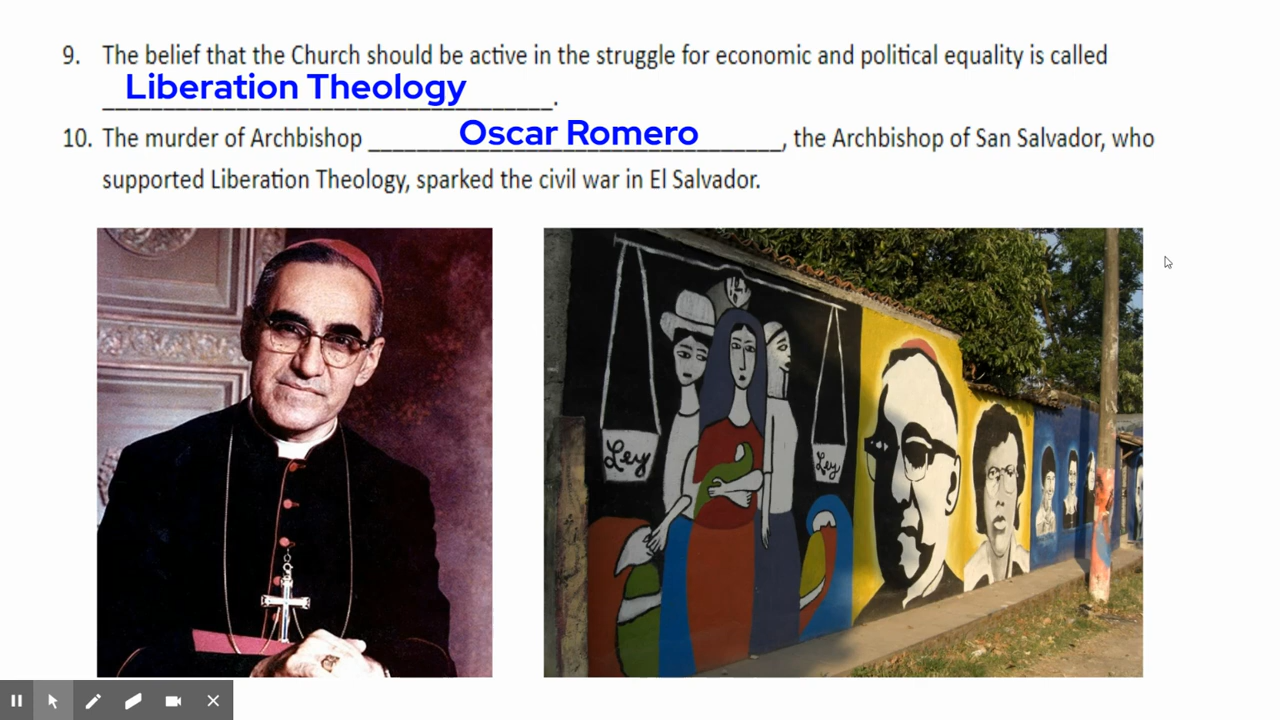 9. The belief that the Church should be active in the struggle for economic and political equality is called
Liberation Theology.
10. The murder of Archbishop Oscar Romero, the Archbishop of San Salvador, who
supported Liberation Theology, sparked the civil war in El Salvador.
Ley
Ley